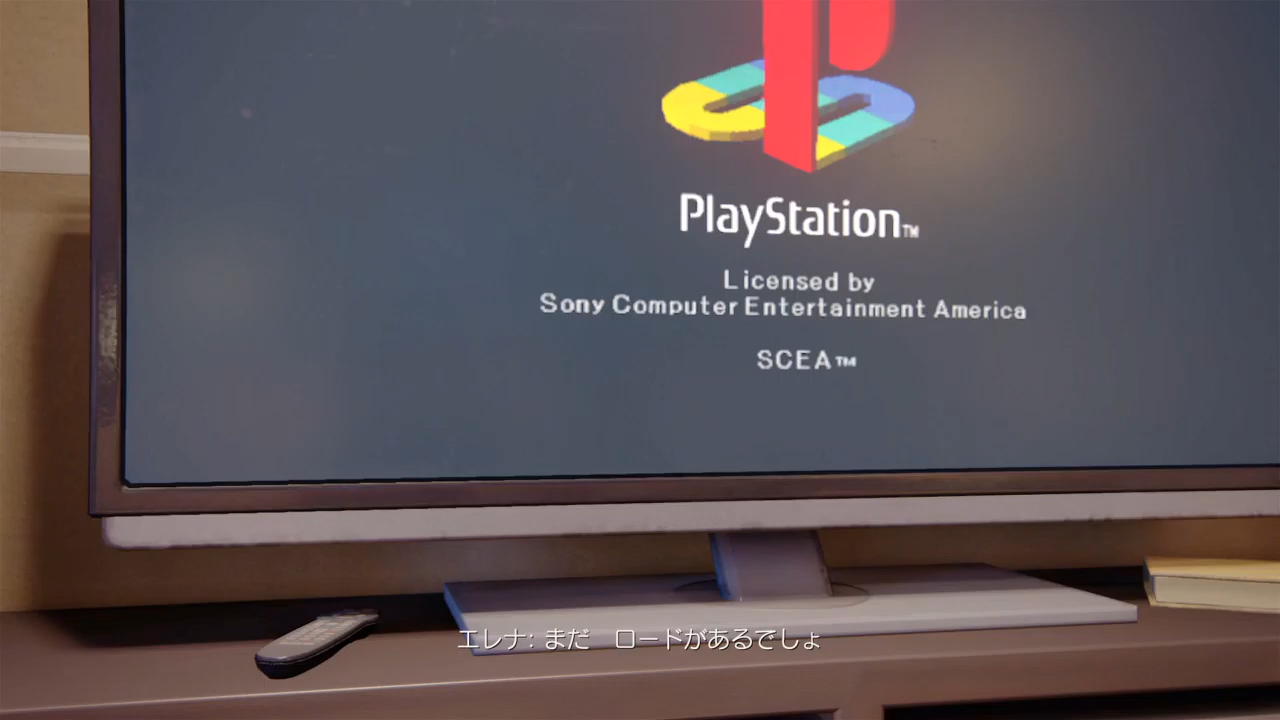 PlayStation™
Licensed by
Sony Computer Entertainment America
SCEA™
エレナ: まだ　ロードがあるでしょ